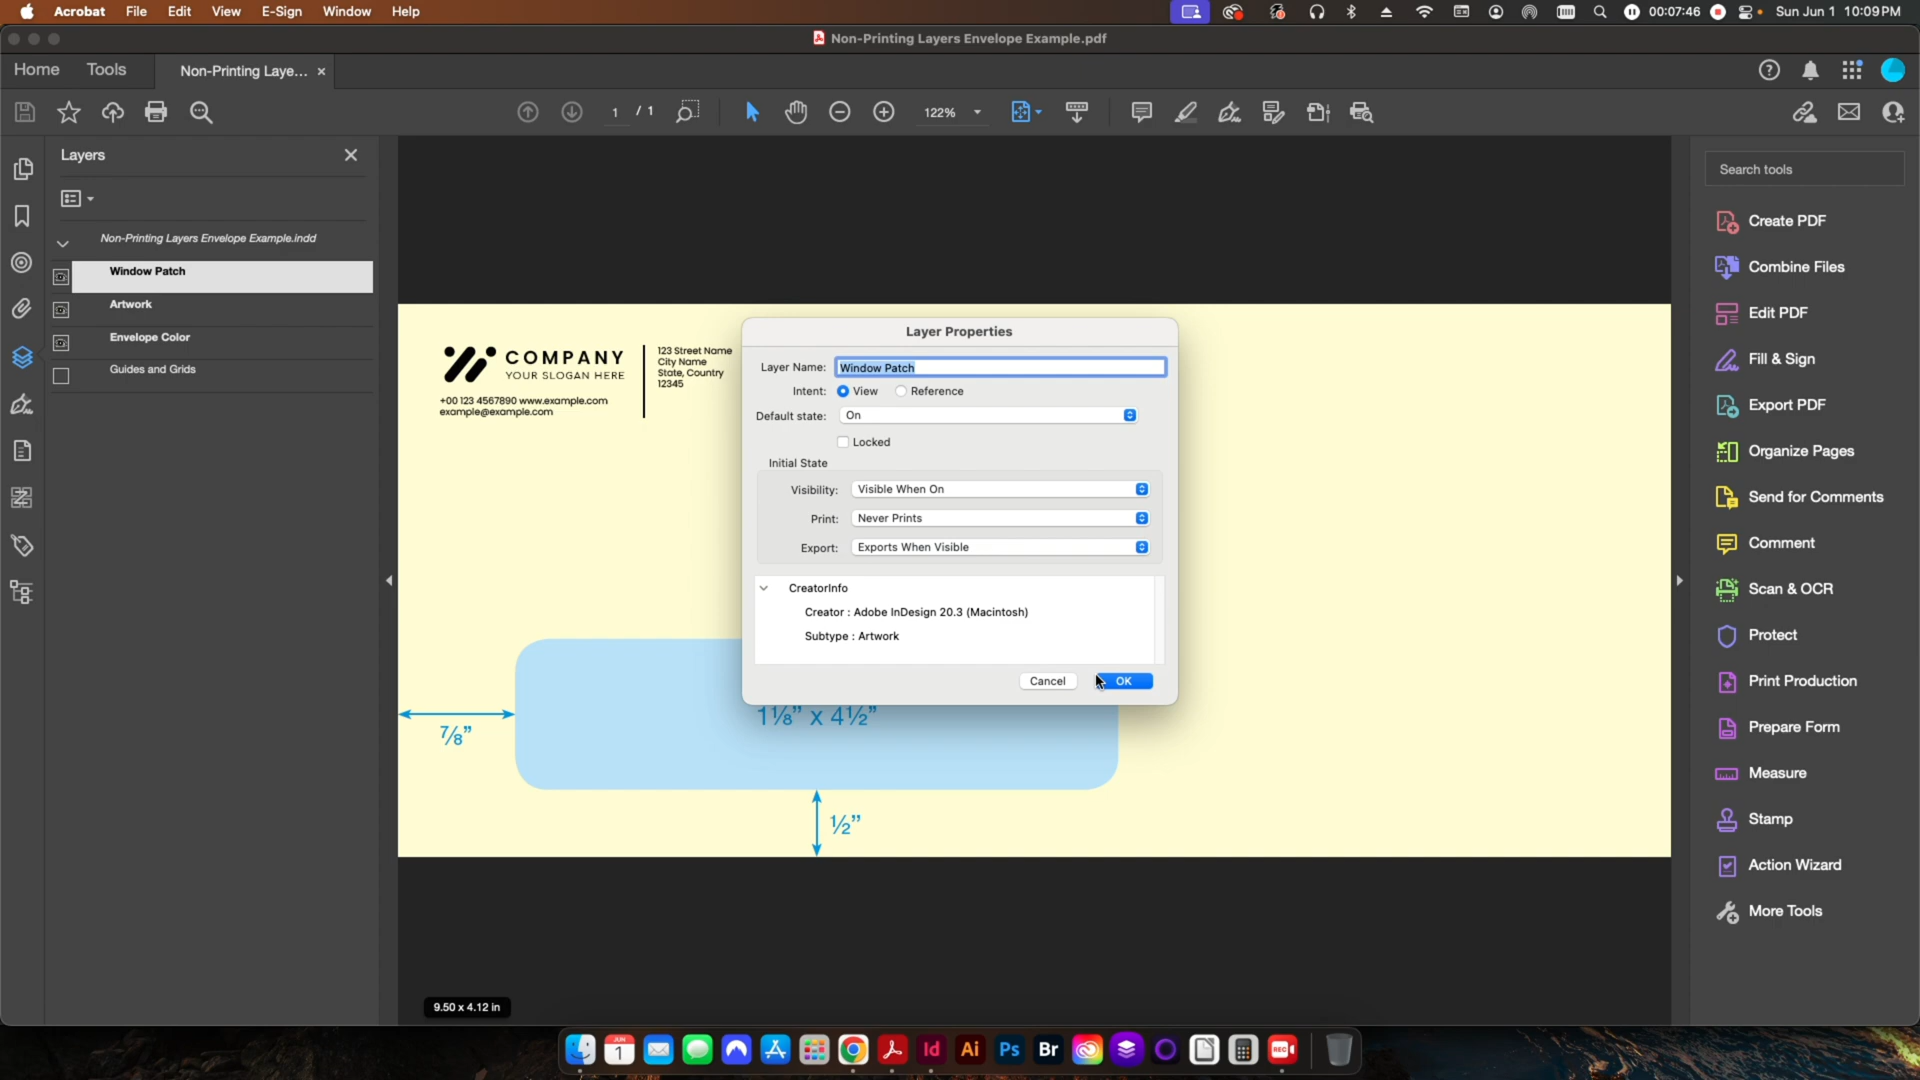 Acrobat File Edit View E-Sign Window Help 00:07:46 Sun Jun 1 10:09 PM
Non-Printing Layers Envelope Example.pdf
Home Tools Non-Printing Laye... ×
1 / 1 122%
Layers
Search tools
Non-Printing Layers Envelope Example.indd
Window Patch
Artwork
Envelope Color
Guides and Grids
COMPANY
YOUR SLOGAN HERE
+00 123 4567890 www.example.com
example@example.com
123 Street Name
City Name
State, Country
12345
Layer Properties
Layer Name: Window Patch
Intent: View Reference
Default state: On
Locked
Initial State
Visibility: Visible When On
Print: Never Prints
Export: Exports When Visible
CreatorInfo
Creator : Adobe InDesign 20.3 (Macintosh)
Subtype : Artwork
Cancel OK
1⅛” x 4½”
⅞”
½”
9.50 x 4.12 in
Create PDF
Combine Files
Edit PDF
Fill & Sign
Export PDF
Organize Pages
Send for Comments
Comment
Scan & OCR
Protect
Print Production
Prepare Form
Measure
Stamp
Action Wizard
More Tools
JUN
1
Id Ai Ps Br REC